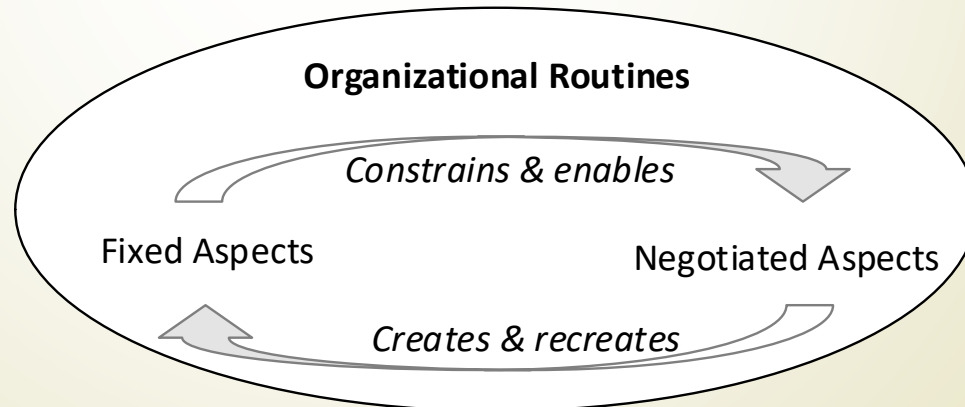 Organizational Routines
Constrains & enables
Fixed Aspects
Negotiated Aspects
Creates & recreates